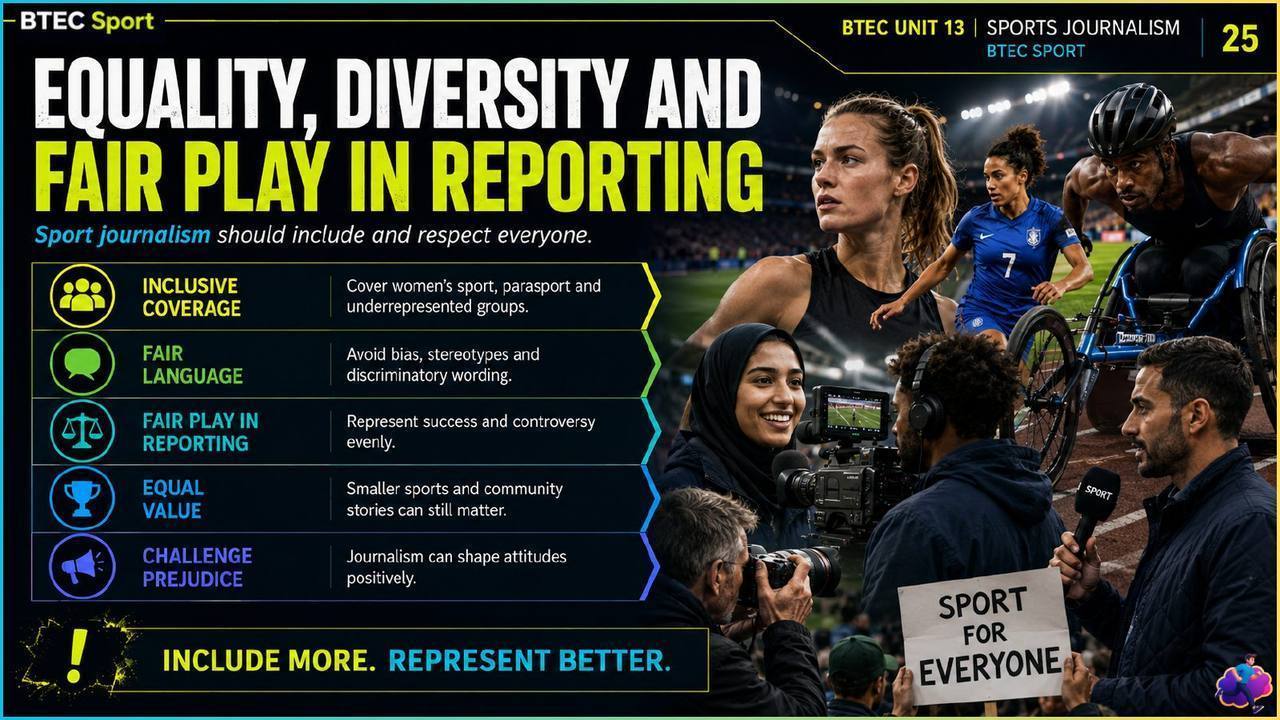 BTEC Sport
BTEC UNIT 13 | SPORTS JOURNALISM
BTEC SPORT
25
EQUALITY, DIVERSITY AND
FAIR PLAY IN REPORTING
Sport journalism should include and respect everyone.
INCLUSIVE
COVERAGE
Cover women's sport, parasport and
underrepresented groups.
FAIR
LANGUAGE
Avoid bias, stereotypes and
discriminatory wording.
FAIR PLAY IN
REPORTING
Represent success and controversy
evenly.
EQUAL
VALUE
Smaller sports and community
stories can still matter.
CHALLENGE
PREJUDICE
Journalism can shape attitudes
positively.
!
INCLUDE MORE. REPRESENT BETTER.
7
SPORT
SPORT
FOR
EVERYONE